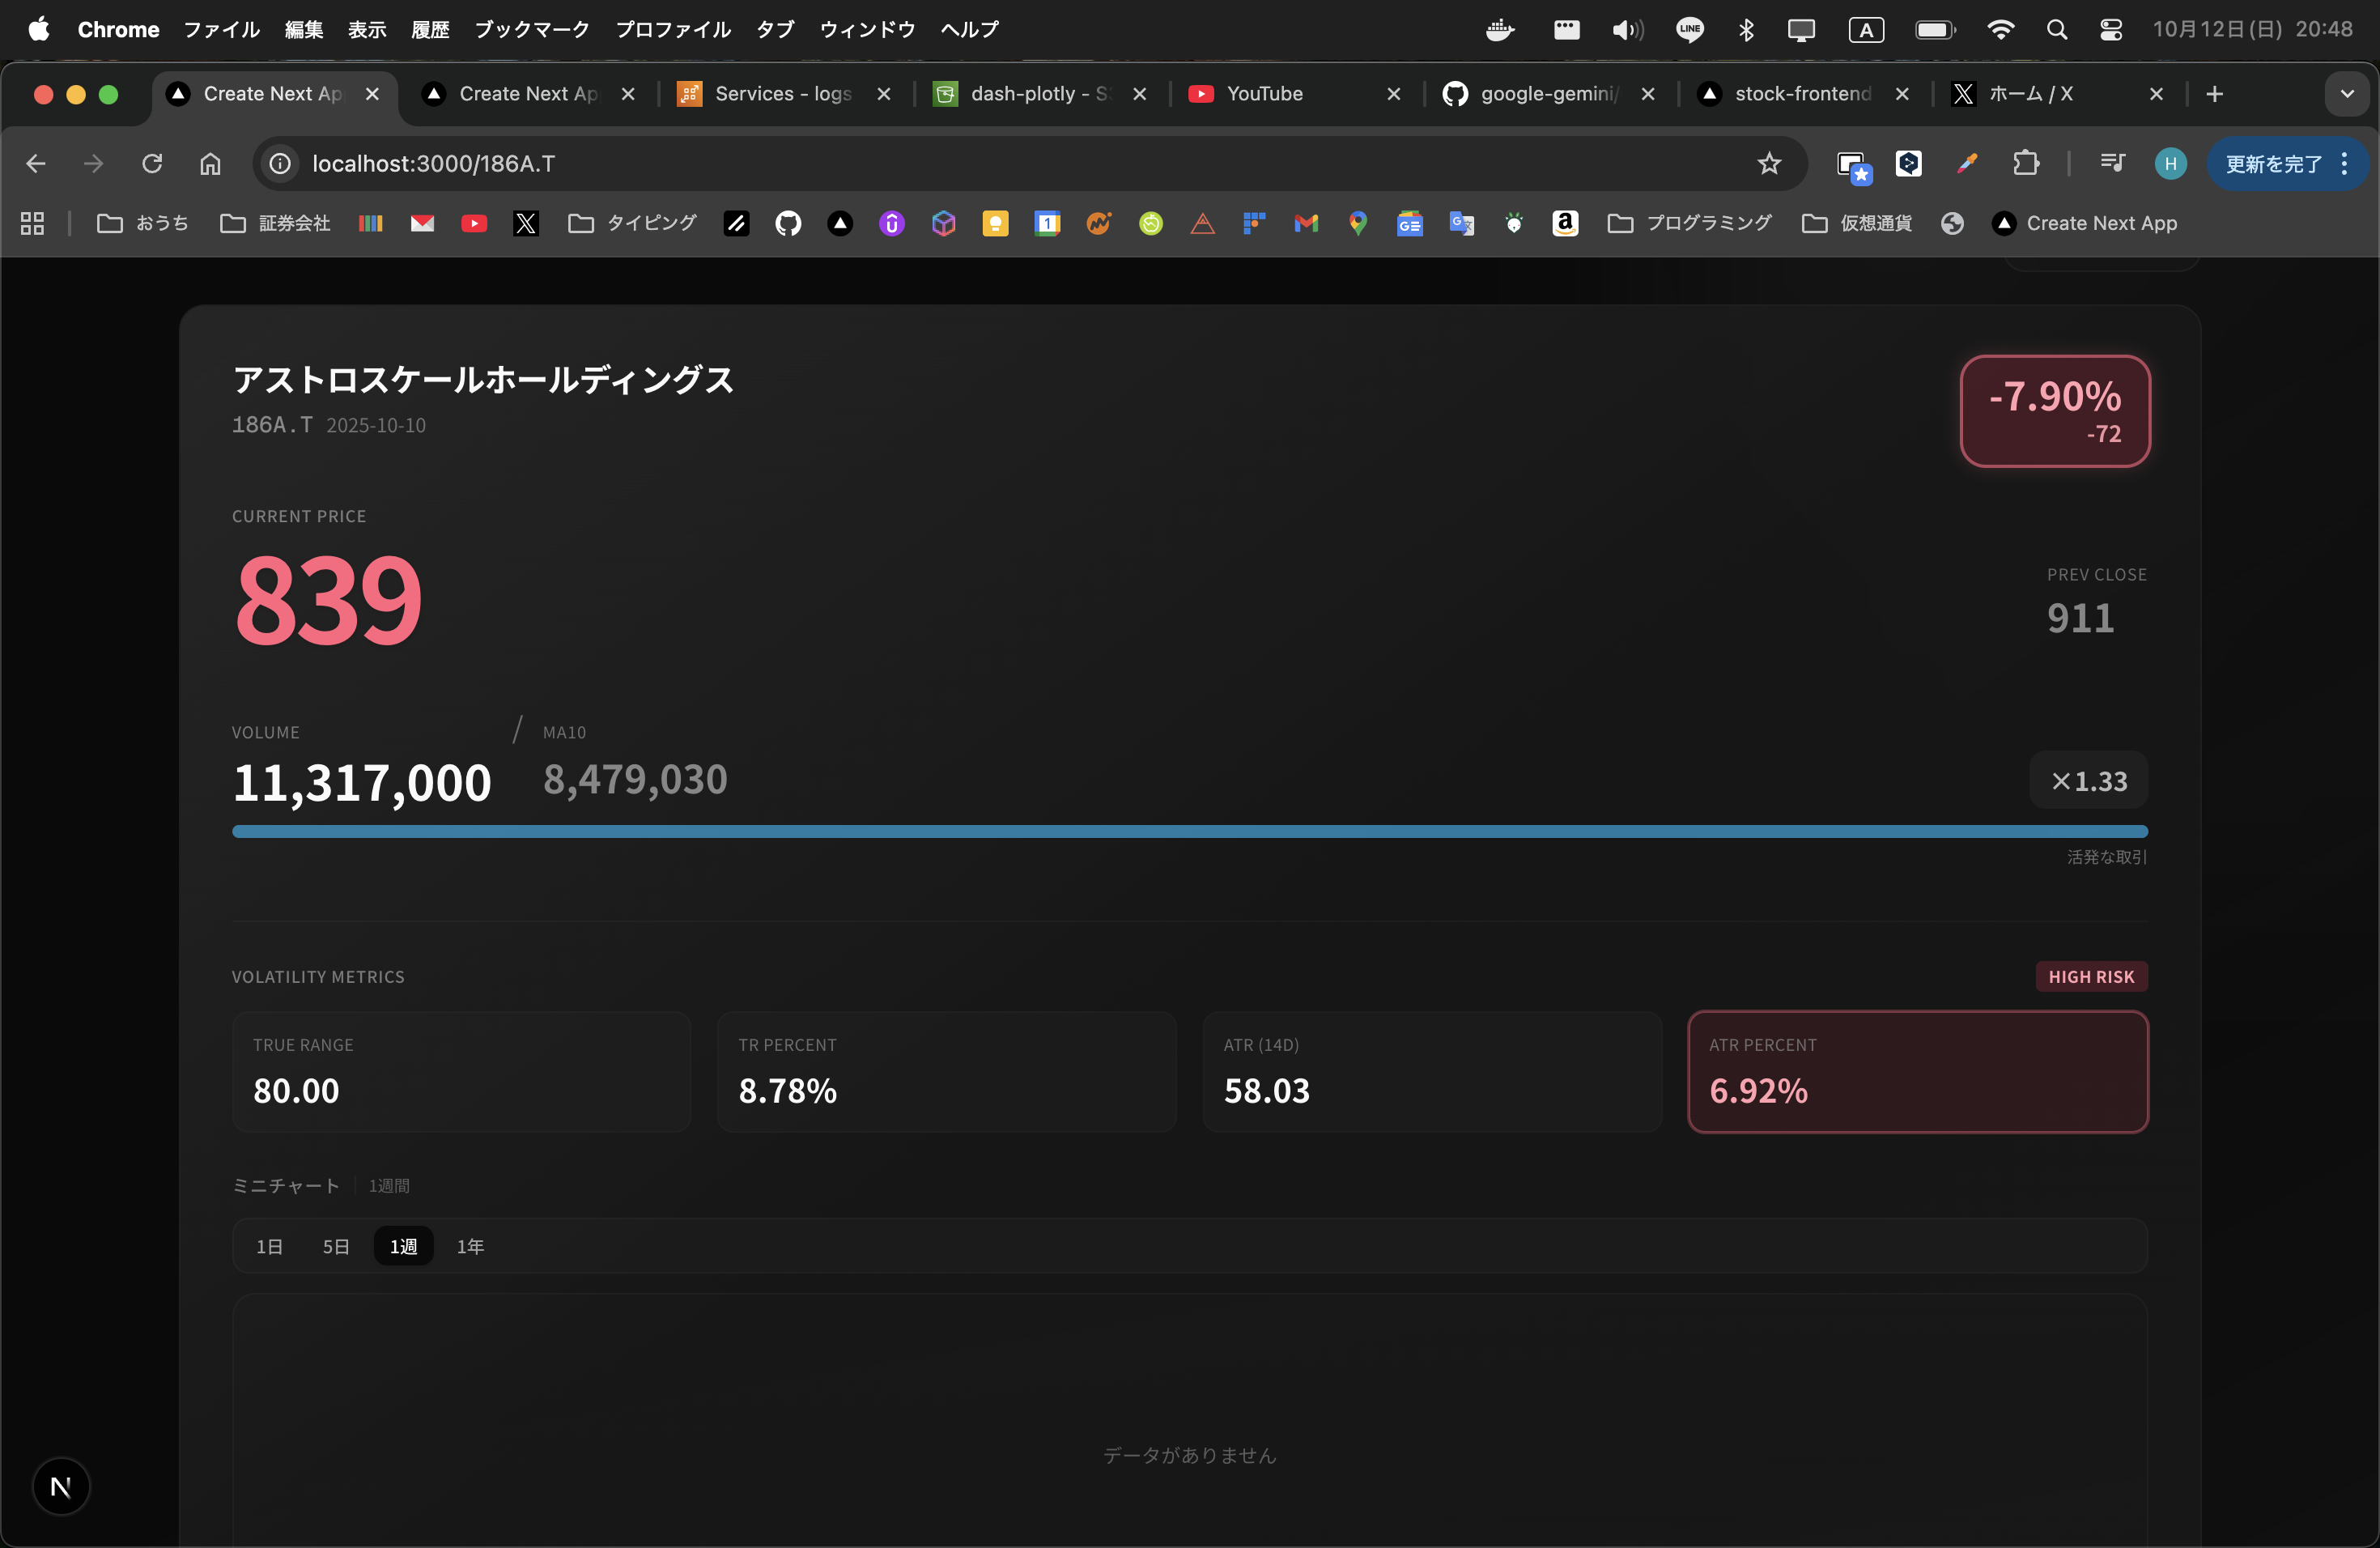 Chrome ファイル 編集 表示 履歴 ブックマーク プロファイル タブ ウィンドウ ヘルプ LINE A 10月12日(日) 20:48
Create Next Ap Create Next Ap Services - logs dash-plotly - S YouTube google-gemini/ stock-frontend ホーム / X
localhost:3000/186A.T H 更新を完了
おうち 証券会社 タイピング プログラミング 仮想通貨 Create Next App
アストロスケールホールディングス
186A.T 2025-10-10
-7.90%
-72
CURRENT PRICE
839
PREV CLOSE
911
VOLUME / MA10
11,317,000 8,479,030
×1.33
活発な取引
VOLATILITY METRICS HIGH RISK
TRUE RANGE
80.00
TR PERCENT
8.78%
ATR (14D)
58.03
ATR PERCENT
6.92%
ミニチャート 1週間
1日 5日 1週 1年
データがありません
N